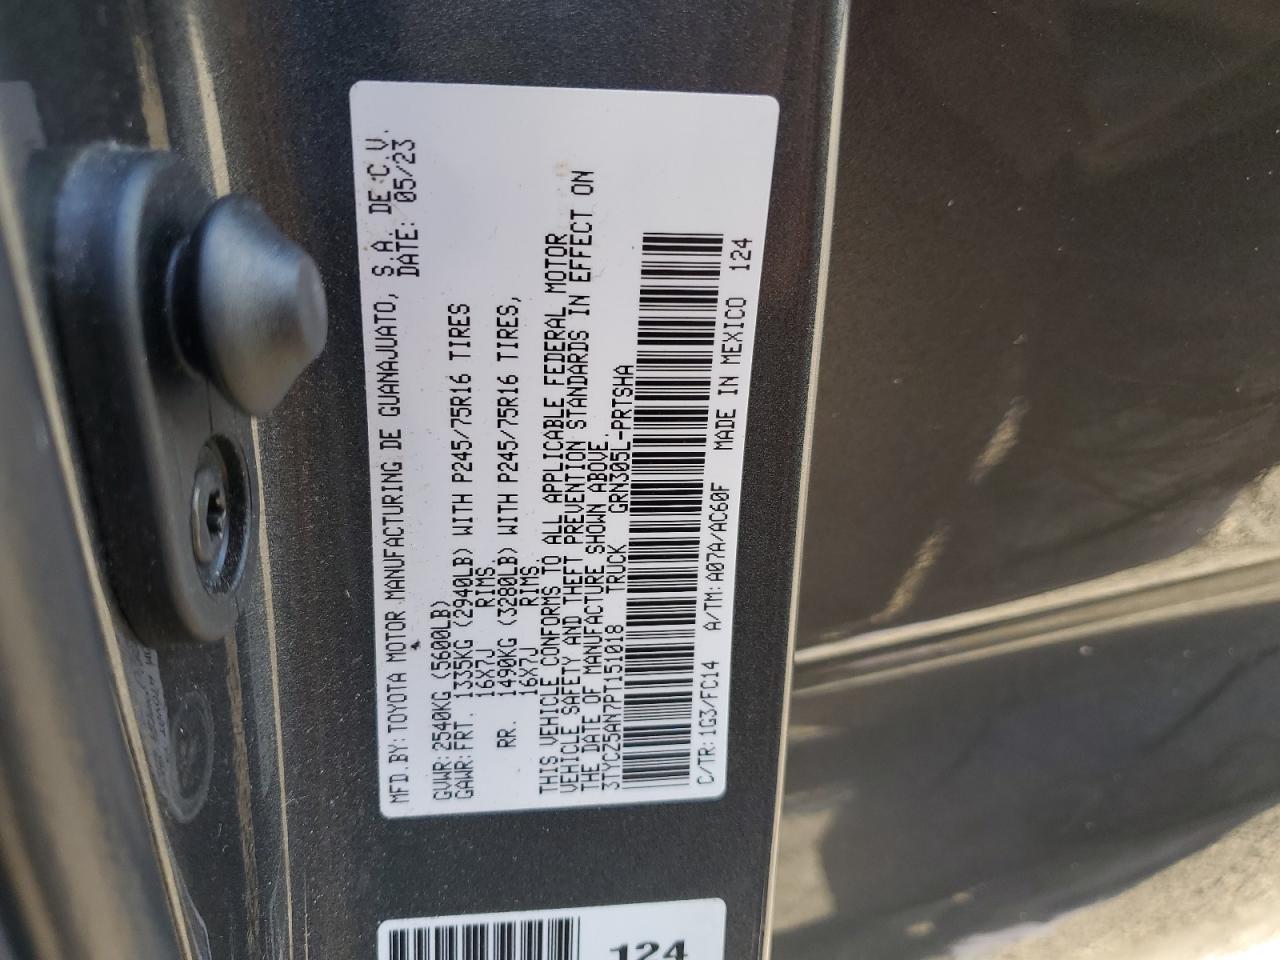 MFD.BY:TOYOTA MOTOR MANUFACTURING DE GUANAJUATO, S.A. DE C.V.
DATE: 05/23
GVWR:2540KG (5600LB)
GAWR:FRT. 1335KG (2940LB) WITH P245/75R16 TIRES
16X7J RIMS
RR. 1490KG (3280LB) WITH P245/75R16 TIRES,
16X7J RIMS.
THIS VEHICLE CONFORMS TO ALL APPLICABLE FEDERAL MOTOR
VEHICLE SAFETY AND THEFT PREVENTION STANDARDS IN EFFECT ON
THE DATE OF MANUFACTURE SHOWN ABOVE.
3TYCZ5AN7PT151018 TRUCK GRN305L-PRTSHA
C/TR:1G3/FC14 A/TM:A07A/AC60F MADE IN MEXICO 124
124